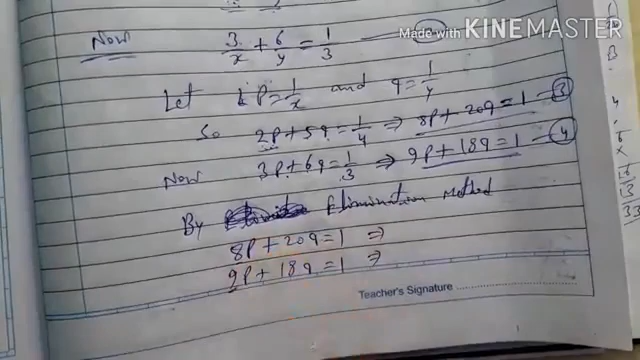 Made with KINEMASTER
Now 3/x + 6/y = 1/3
Let P = 1/x and q = 1/y
So 2P + 5q = 1/4 ⇒ 8P + 20q = 1 — 3
Now 3P + 6q = 1/3 ⇒ 9P + 18q = 1 — 4
By Elimination Method
8P + 20q = 1 ⇒
9P + 18q = 1 ⇒
Teacher's Signature